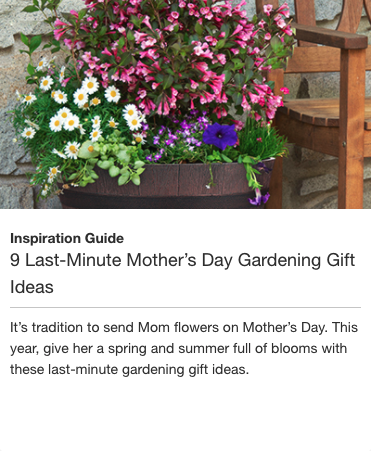 Inspiration Guide
9 Last-Minute Mother’s Day Gardening Gift
Ideas
It’s tradition to send Mom flowers on Mother’s Day. This
year, give her a spring and summer full of blooms with
these last-minute gardening gift ideas.